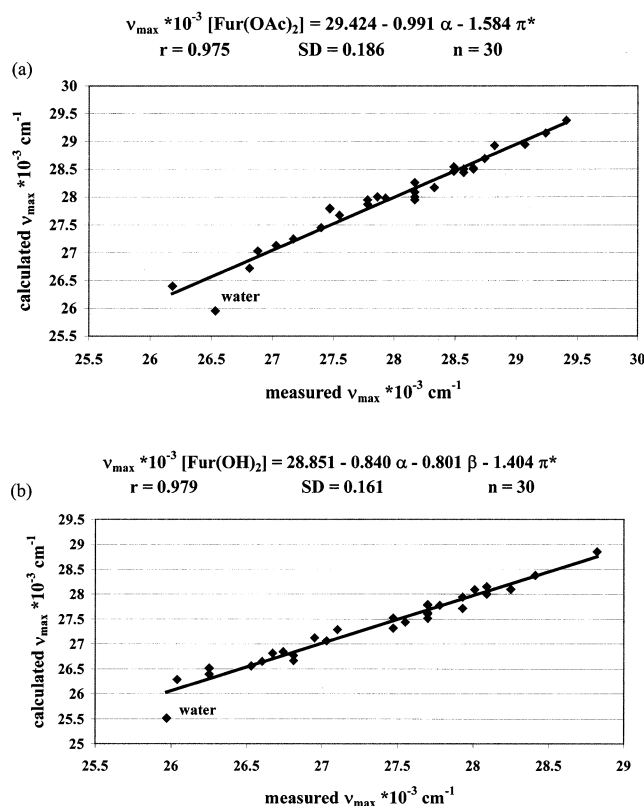 ν_max *10⁻³ [Fur(OAc)₂] = 29.424 - 0.991 α - 1.584 π*
r = 0.975 SD = 0.186 n = 30
(a)
30
29.5
29
28.5
28
27.5
27
26.5
26
25.5
calculated ν_max *10⁻³ cm⁻¹
water
25.5 26 26.5 27 27.5 28 28.5 29 29.5 30
measured ν_max *10⁻³ cm⁻¹
ν_max *10⁻³ [Fur(OH)₂] = 28.851 - 0.840 α - 0.801 β - 1.404 π*
(b)
r = 0.979 SD = 0.161 n = 30
29.5
29
28.5
28
27.5
27
26.5
26
25.5
25
calculated ν_max *10⁻³ cm⁻¹
water
25.5 26 26.5 27 27.5 28 28.5 29
measured ν_max *10⁻³ cm⁻¹